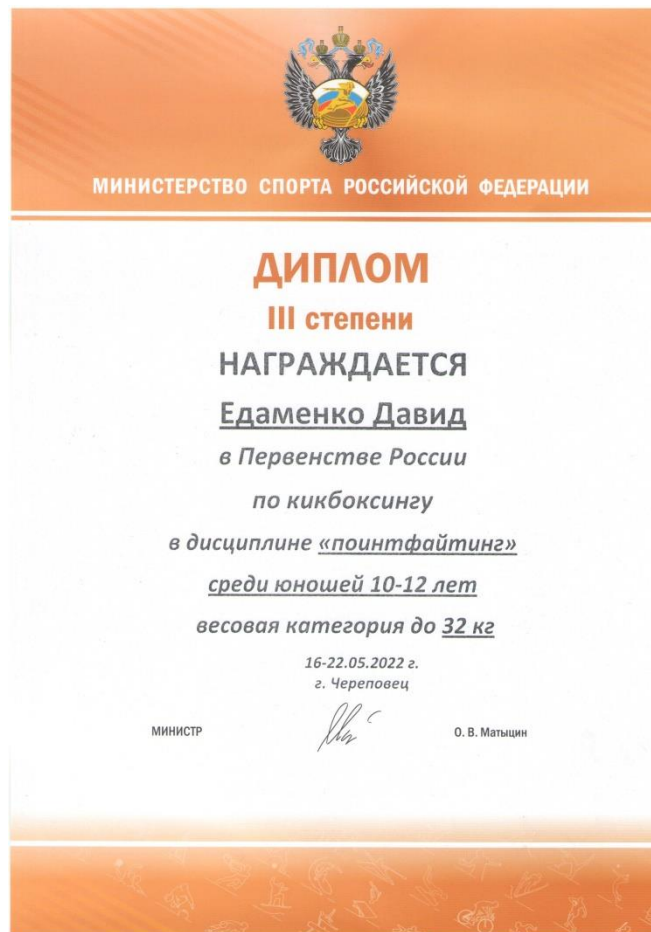 МИНИСТЕРСТВО СПОРТА РОССИЙСКОЙ ФЕДЕРАЦИИ
ДИПЛОМ
III степени
НАГРАЖДАЕТСЯ
Едаменко Давид
в Первенстве России
по кикбоксингу
в дисциплине «поинтфайтинг»
среди юношей 10-12 лет
весовая категория до 32 кг
16-22.05.2022 г.
г. Череповец
МИНИСТР О. В. Матыцин